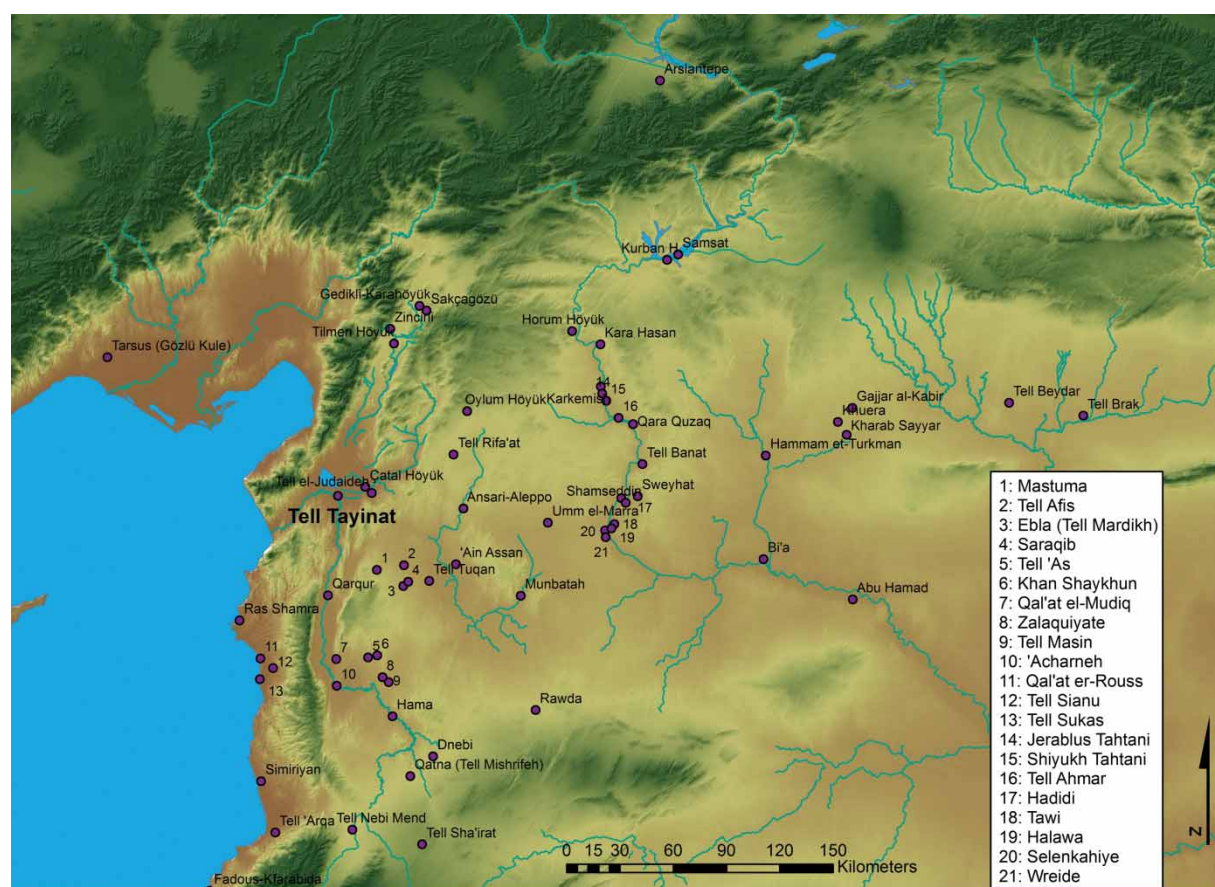 Arslantepe
Kurban H.
Samsat
Gedikli-Karahöyük
Sakçagözü
Zincirli
Tilmen Höyük
Horum Höyük
Kara Hasan
Tarsus (Gözlü Kule)
14
15
Oylum Höyük
Karkemish
16
Qara Quzaq
Gajjar al-Kabir
Khuera
Kharab Sayyar
Tell Beydar
Tell Brak
Tell Rifa'at
Hammam et-Turkman
Tell Banat
Tell el-Judaideh
Çatal Höyük
Tell Tayinat
Ansari-Aleppo
Shamseddin
Sweyhat
17
Umm el-Marra
18
20
19
21
1
2
'Ain Assan
4
Tell Tuqan
3
Bi'a
Qarqur
Munbatah
Abu Hamad
Ras Shamra
11
12
13
7
5
6
8
10
9
Hama
Rawda
Dnebi
Qatna (Tell Mishrifeh)
Simiriyan
Tell 'Arqa
Tell Nebi Mend
Tell Sha'irat
Fadous-Kfarabida
0 15 30 60 90 120 150
Kilometers
1: Mastuma
2: Tell Afis
3: Ebla (Tell Mardikh)
4: Saraqib
5: Tell 'As
6: Khan Shaykhun
7: Qal'at el-Mudiq
8: Zalaquiyate
9: Tell Masin
10: 'Acharneh
11: Qal'at er-Rouss
12: Tell Sianu
13: Tell Sukas
14: Jerablus Tahtani
15: Shiyukh Tahtani
16: Tell Ahmar
17: Hadidi
18: Tawi
19: Halawa
20: Selenkahiye
21: Wreide
N